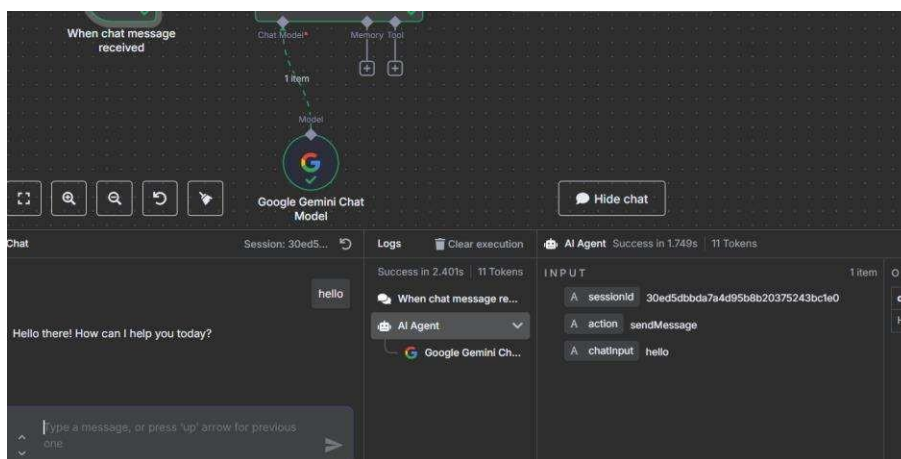 When chat message
received
Chat Model*
Memory
Tool
1 item
Model
Google Gemini Chat
Model
Hide chat
Chat
Session: 30ed5...
hello
Hello there! How can I help you today?
Type a message, or press 'up' arrow for previous
one
Logs
Clear execution
Success in 2.401s | 11 Tokens
When chat message re...
AI Agent
Google Gemini Ch...
AI Agent Success in 1.749s | 11 Tokens
INPUT
1 item
A sessionId 30ed5dbbda7a4d95b8b20375243bc1e0
A action sendMessage
A chatInput hello